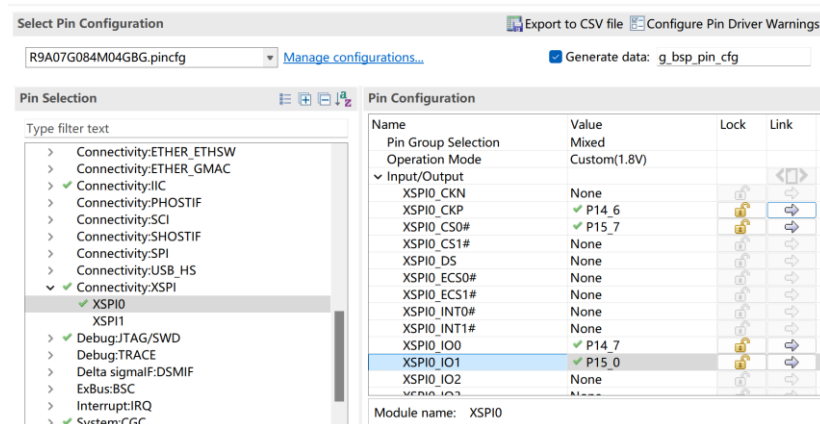 Select Pin Configuration
Export to CSV file Configure Pin Driver Warnings
R9A07G084M04GBG.pincfg Manage configurations... Generate data: g_bsp_pin_cfg
Pin Selection
Type filter text
Connectivity:ETHER_ETHSW
Connectivity:ETHER_GMAC
Connectivity:IIC
Connectivity:PHOSTIF
Connectivity:SCI
Connectivity:SHOSTIF
Connectivity:SPI
Connectivity:USB_HS
Connectivity:XSPI
XSPI0
XSPI1
Debug:JTAG/SWD
Debug:TRACE
Delta sigmalF:DSMIF
ExBus:BSC
Interrupt:IRQ
System:CGC
Pin Configuration
Name Value Lock Link
Pin Group Selection Mixed
Operation Mode Custom(1.8V)
Input/Output
XSPI0_CKN None
XSPI0_CKP P14_6
XSPI0_CS0# P15_7
XSPI0_CS1# None
XSPI0_DS None
XSPI0_ECS0# None
XSPI0_ECS1# None
XSPI0_INT0# None
XSPI0_INT1# None
XSPI0_IO0 P14_7
XSPI0_IO1 P15_0
XSPI0_IO2 None
XSPI0_IO3 None
Module name: XSPI0